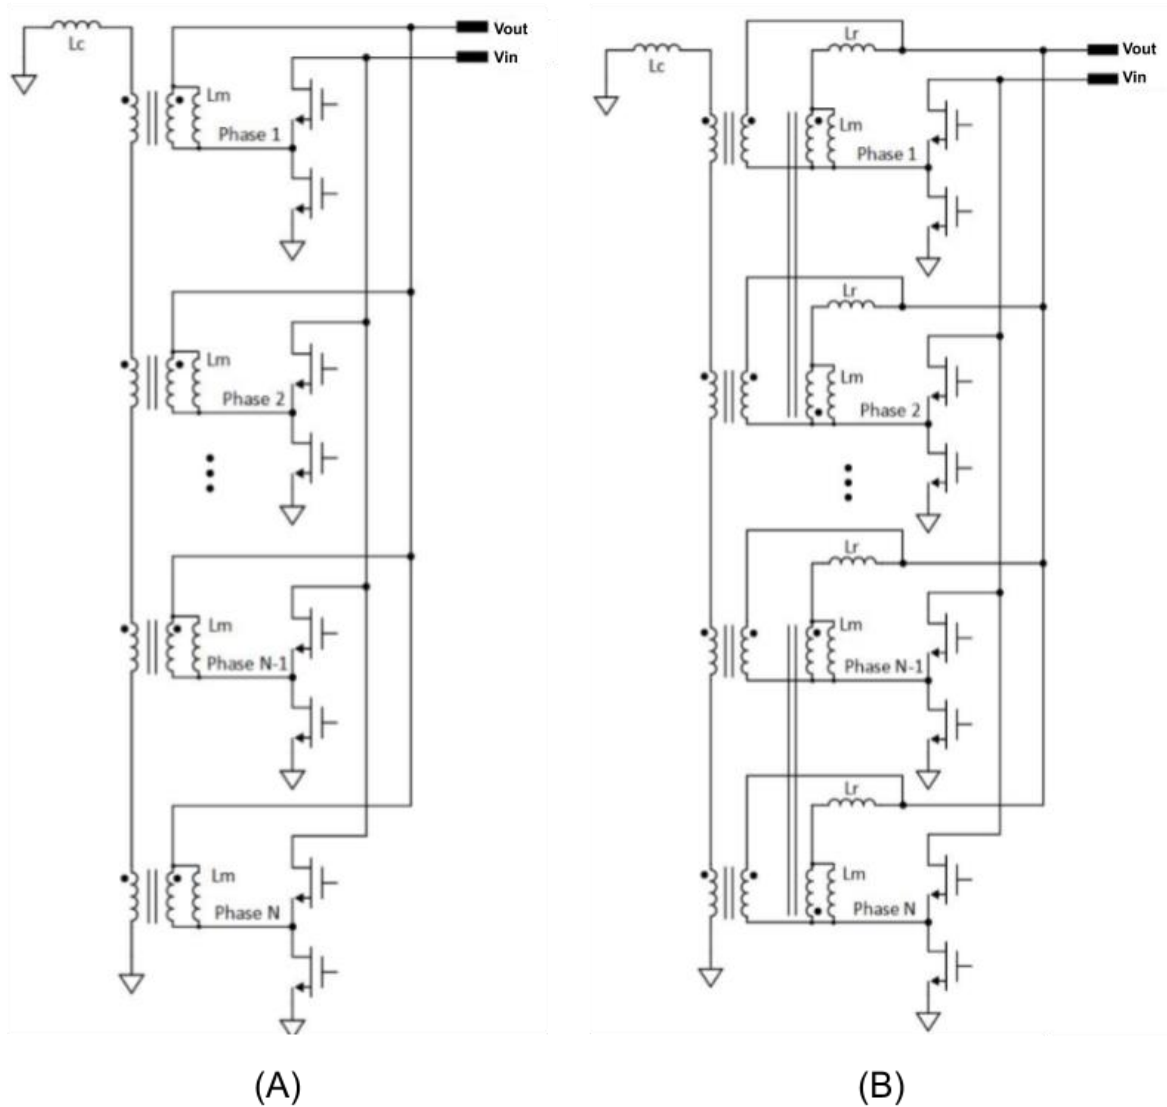 Lc
Vout
Vin
Lm
Phase 1
Lm
Phase 2
Lm
Phase N-1
Lm
Phase N
(A)
Lr
Lc
Vout
Vin
Lm
Phase 1
Lr
Lm
Phase 2
Lr
Lm
Phase N-1
Lr
Lm
Phase N
(B)